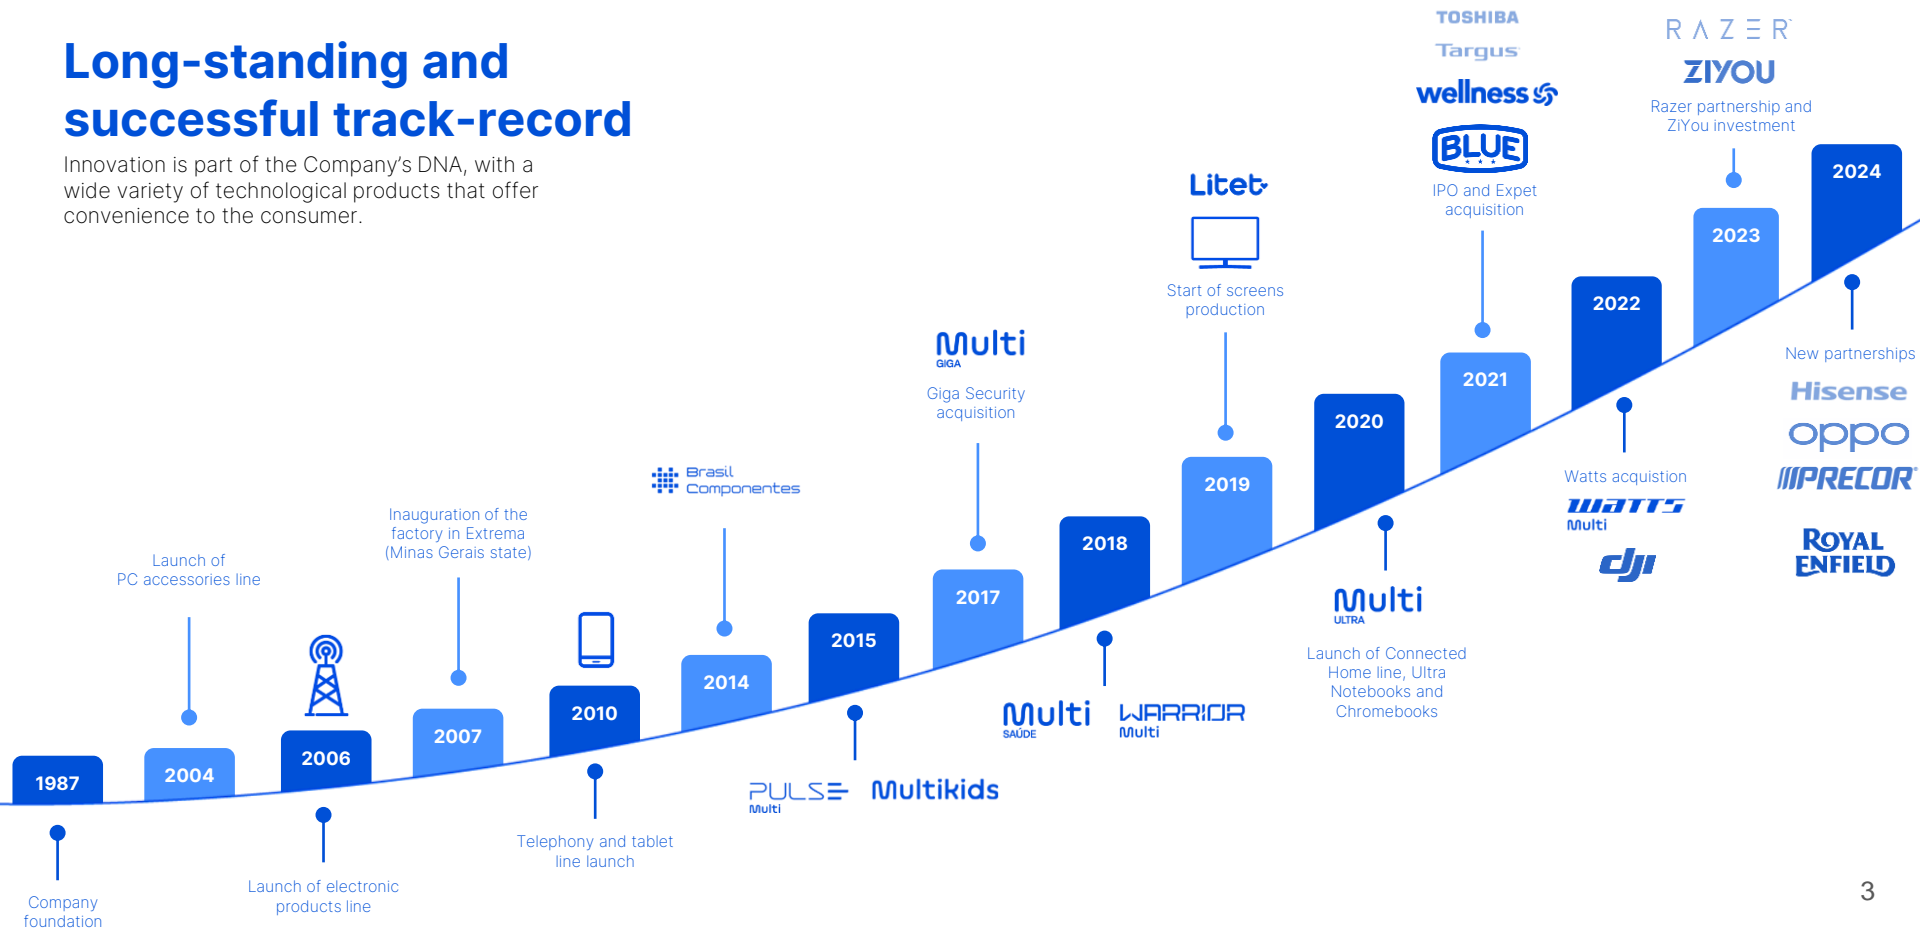 Long-standing and
successful track-record
Innovation is part of the Company's DNA, with a
wide variety of technological products that offer
convenience to the consumer.
1987
Company
foundation
Launch of
PC accessories line
2004
2006
Launch of electronic
products line
Inauguration of the
factory in Extrema
(Minas Gerais state)
2007
2010
Telephony and tablet
line launch
Brasil
Componentes
2014
2015
PULSE
Multi
Multikids
Multi
GIGA
Giga Security
acquisition
2017
2018
Multi
SAÚDE
WARRIOR
Multi
Litet
Start of screens
production
2019
2020
Multi
ULTRA
Launch of Connected
Home line, Ultra
Notebooks and
Chromebooks
TOSHIBA
Targus
wellness
BLUE
IPO and Expet
acquisition
2021
2022
Watts acquistion
WATTS
Multi
dji
RAZER
ZIYOU
Razer partnership and
ZiYou investment
2023
2024
New partnerships
Hisense
oppo
PRECOR
ROYAL
ENFIELD
3